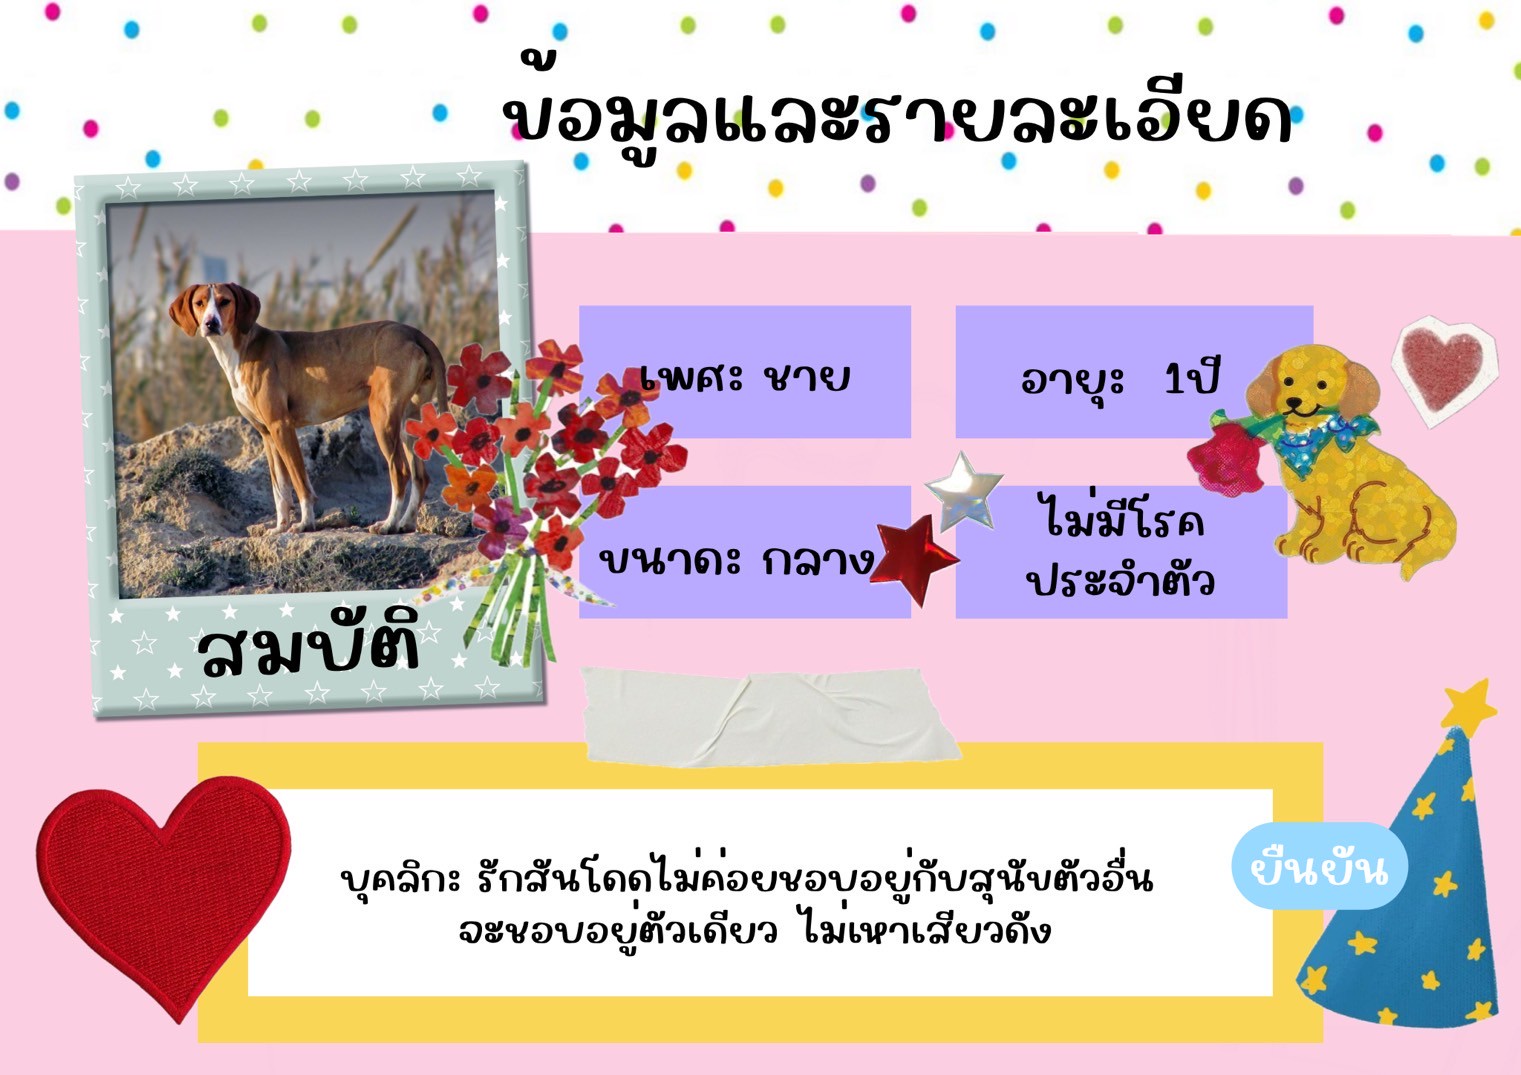 ข้อมูลและรายละเอียด
เพศ: ชาย
อายุ: 1ปี
ขนาด: กลาง
ไม่มีโรค
ประจำตัว
สมบัติ
บุคลิก: รักสันโดดไม่ค่อยชอบอยู่กับสุนัขตัวอื่น
จะชอบอยู่ตัวเดียว ไม่เหาเสียวดัง
ยืนยัน